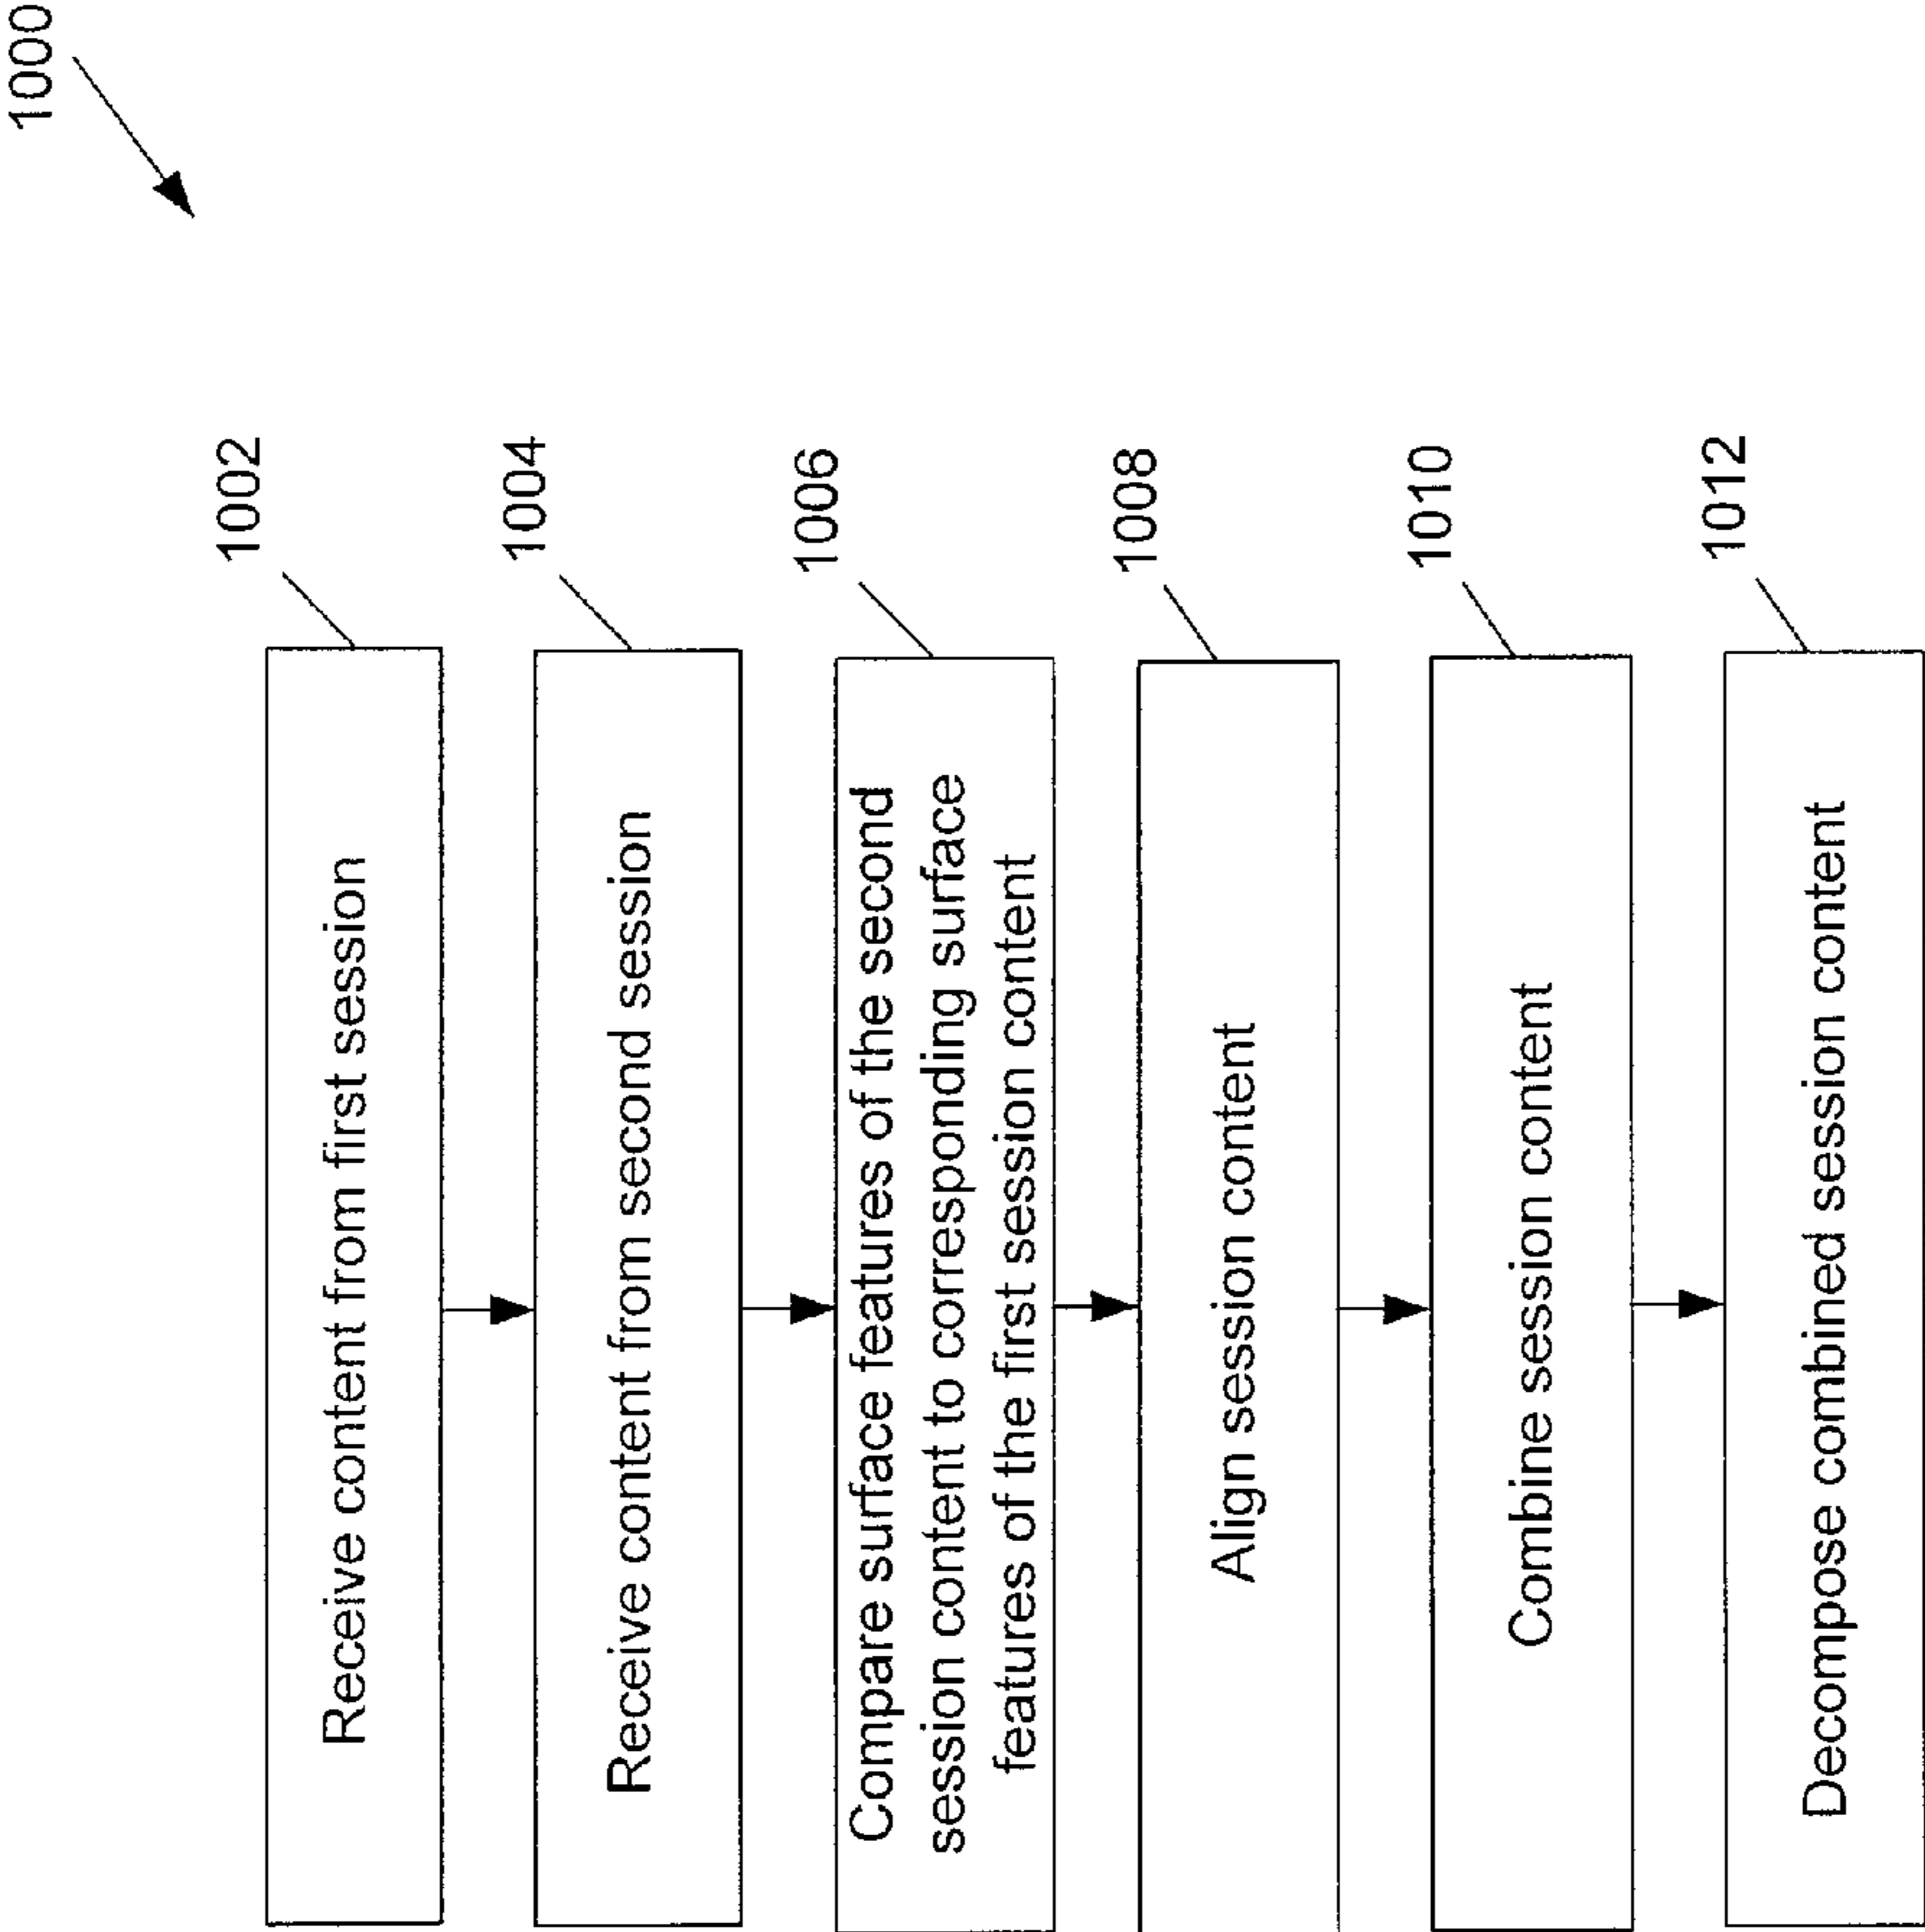 1000
Receive content from first session
1002
Receive content from second session
1004
Compare surface features of the second
session content to corresponding surface
features of the first session content
1006
Align session content
1008
Combine session content
1010
Decompose combined session content
1012